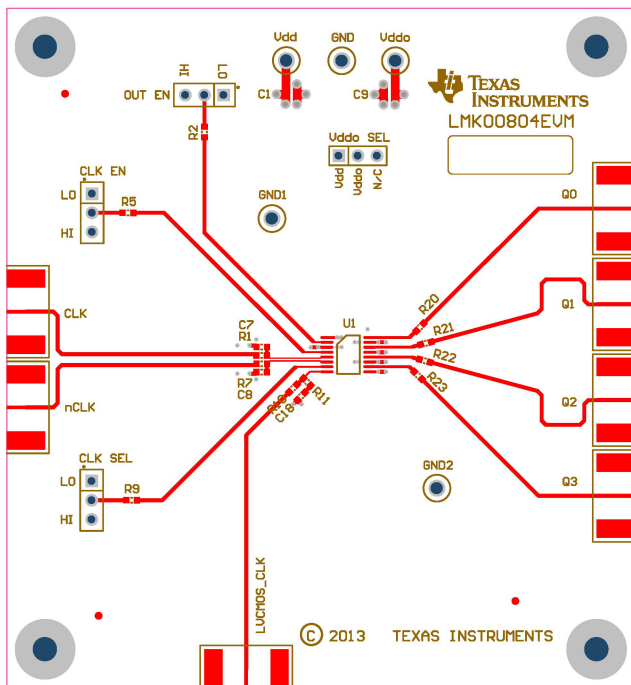 Vdd
GND
Vddo
HI
LO
OUT EN
C1
C9
R2
TEXAS
INSTRUMENTS
LMK00804EVM
Vddo SEL
Vdd
Vddo
N/C
CLK EN
LO
R5
HI
GND1
Q0
CLK
Q1
U1
R20
C7
R1
R21
R22
R7
C8
R23
R11
C18
nCLK
Q2
CLK SEL
LO
R9
HI
GND2
Q3
LVCMOS_CLK
© 2013 TEXAS INSTRUMENTS